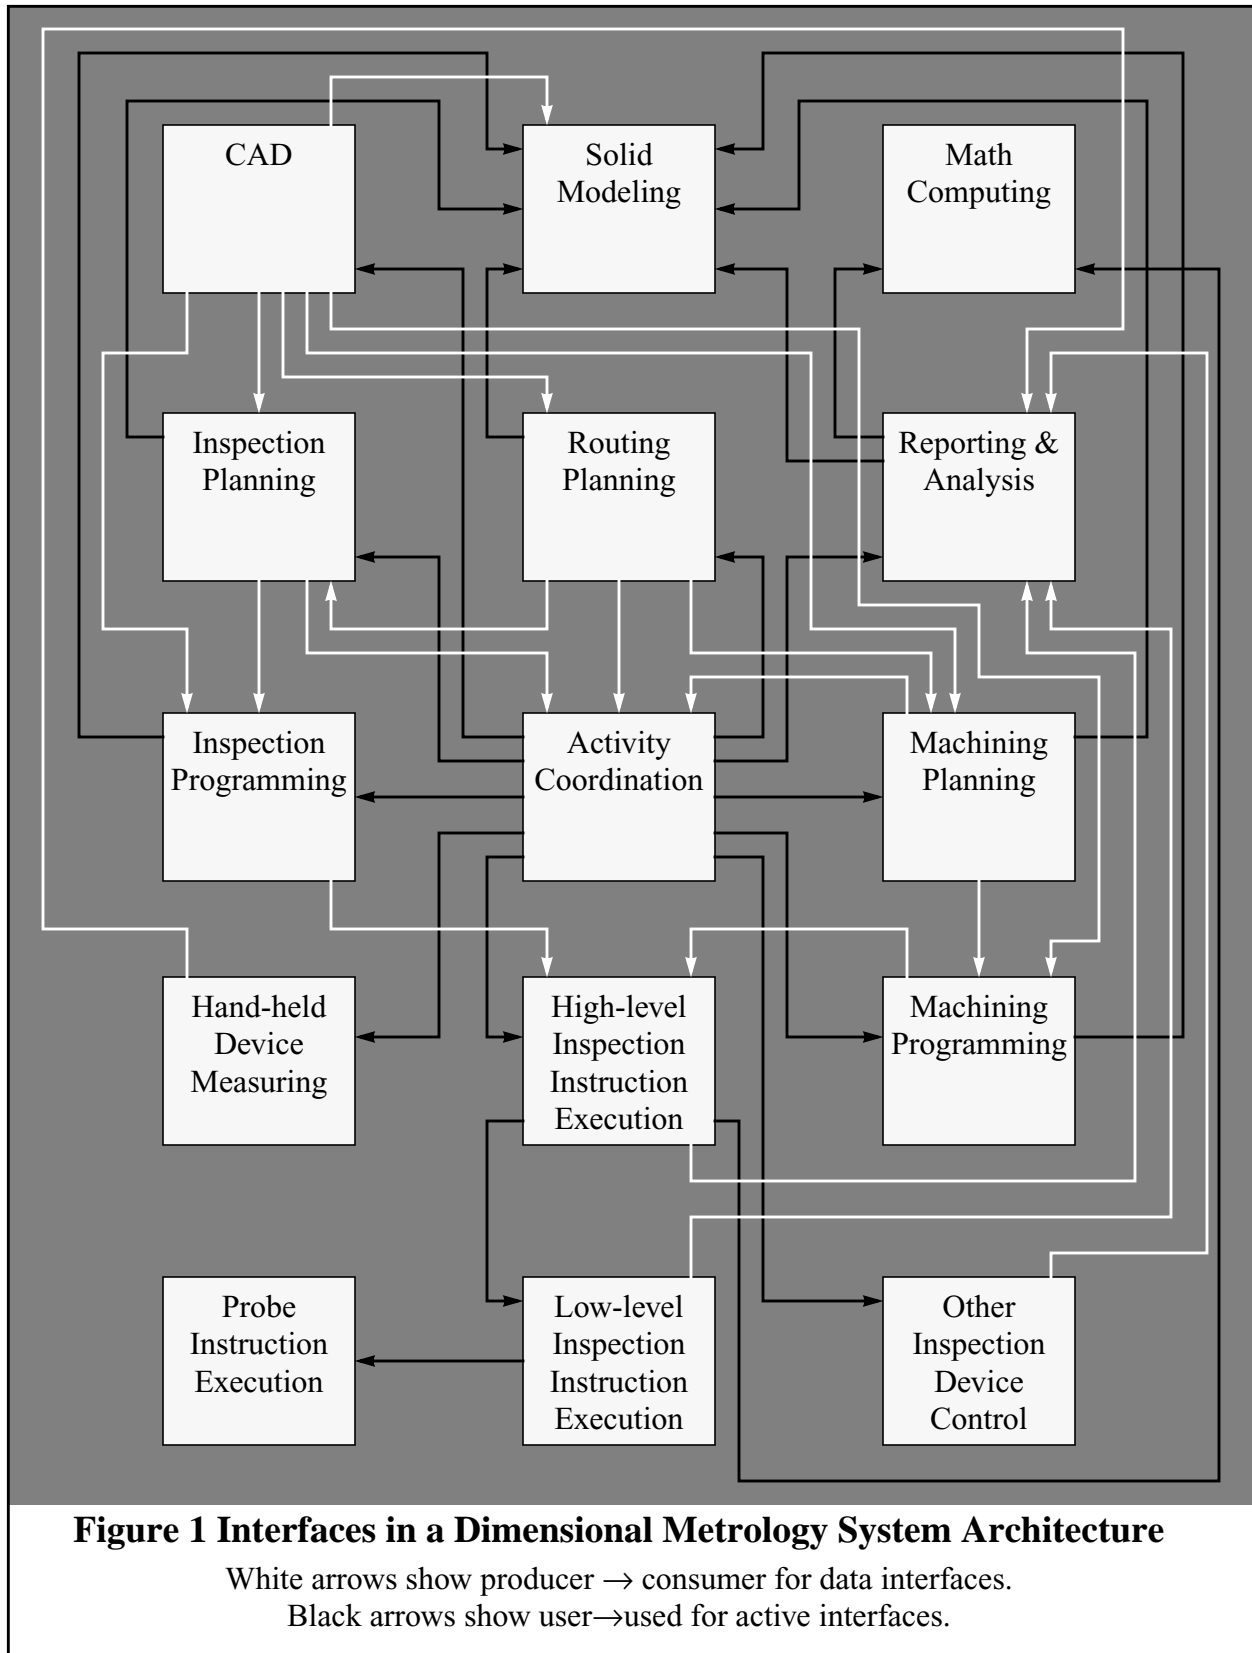 CAD
Solid
Modeling
Math
Computing
Inspection
Planning
Routing
Planning
Reporting &
Analysis
Inspection
Programming
Activity
Coordination
Machining
Planning
Hand-held
Device
Measuring
High-level
Inspection
Instruction
Execution
Machining
Programming
Probe
Instruction
Execution
Low-level
Inspection
Instruction
Execution
Other
Inspection
Device
Control
Figure 1 Interfaces in a Dimensional Metrology System Architecture
White arrows show producer → consumer for data interfaces.
Black arrows show user→used for active interfaces.